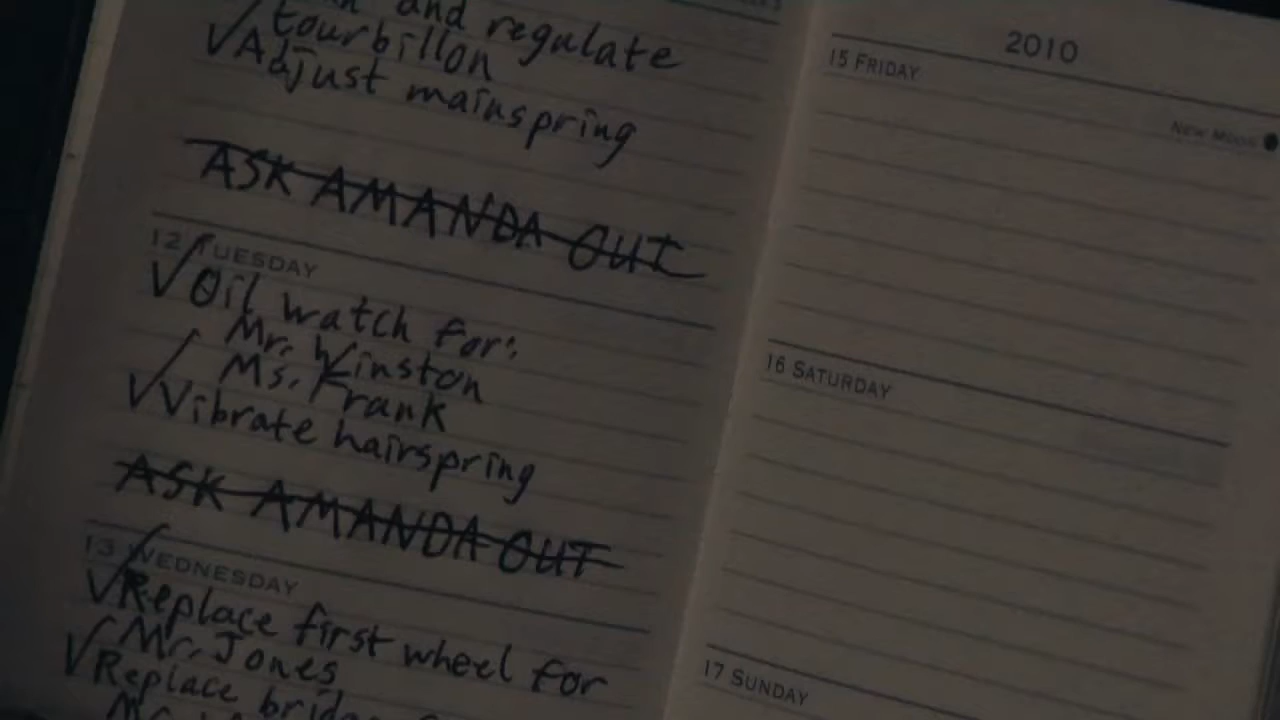 and regulate
tourbillon
✓Adjust mainspring
ASK AMANDA OUT
12 TUESDAY
✓Oil watch for:
Mr. Winston
Ms. Frank
✓Vibrate hairspring
ASK AMANDA OUT
13 WEDNESDAY
✓Replace first wheel for
Mr. Jones
✓Replace
2010
15 FRIDAY
New Moon
16 SATURDAY
17 SUNDAY